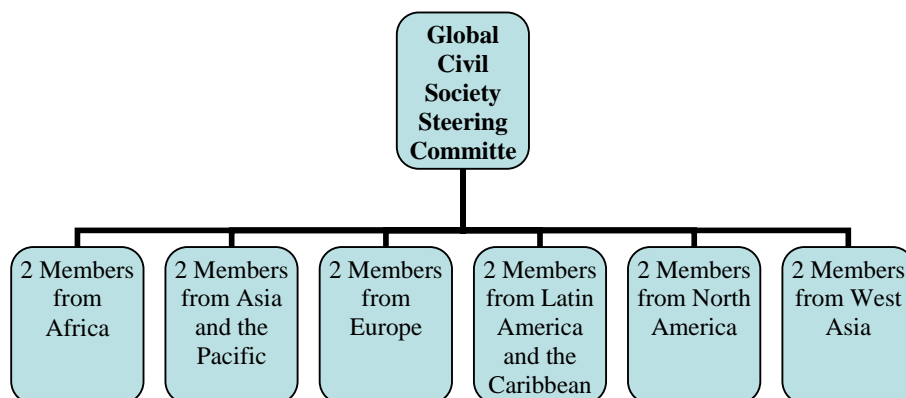 Global
Civil
Society
Steering
Committe
2 Members
from
Africa
2 Members
from Asia
and the
Pacific
2 Members
from
Europe
2 Members
from Latin
America
and the
Caribbean
2 Members
from North
America
2 Members
from West
Asia